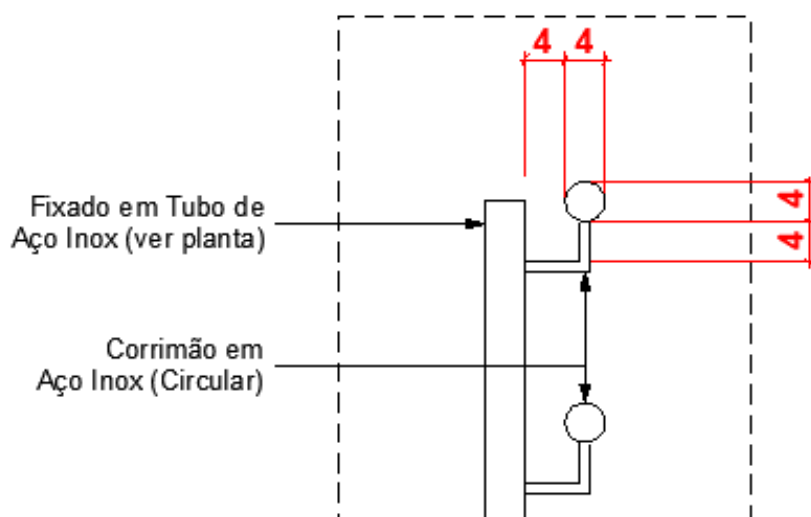 4 4
Fixado em Tubo de
Aço Inox (ver planta)
4
4
Corrimão em
Aço Inox (Circular)